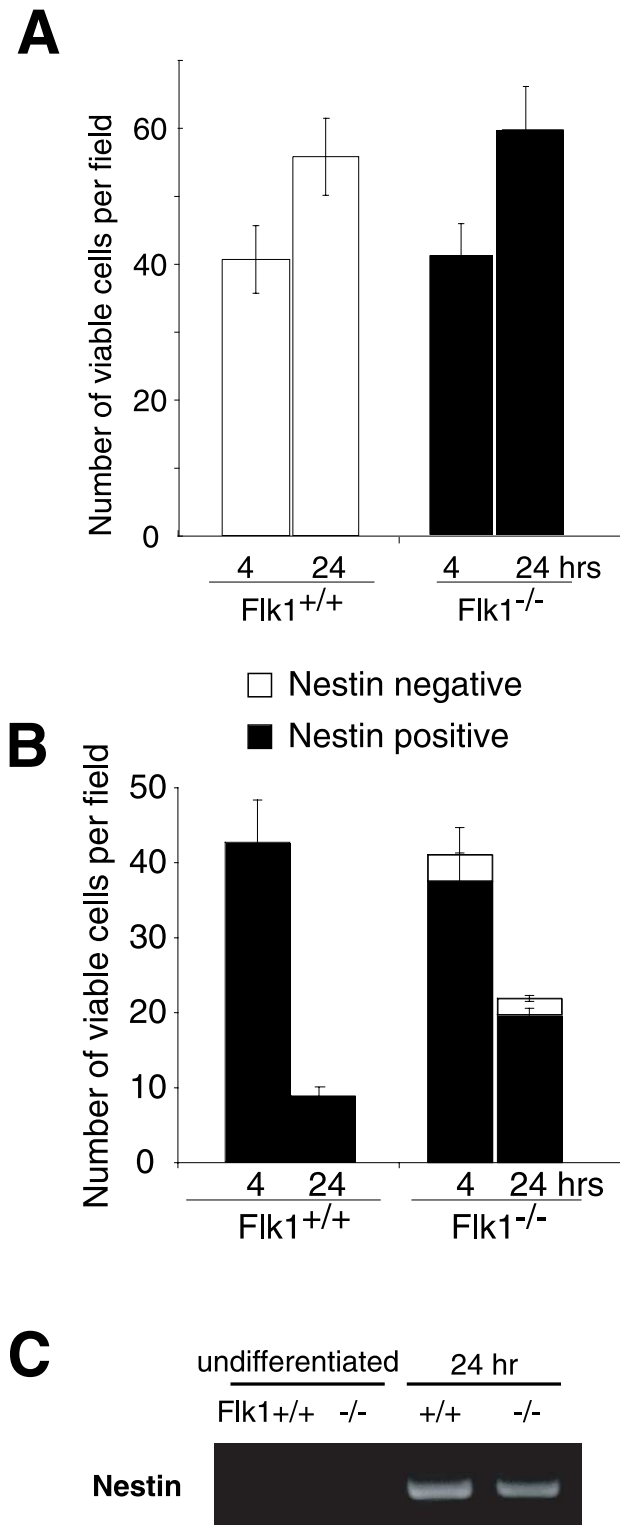 A
Number of viable cells per field
60
40
20
0
4 24 4 24 hrs
Flk1+/+ Flk1-/-
Nestin negative
Nestin positive
B
Number of viable cells per field
50
40
30
20
10
0
4 24 4 24 hrs
Flk1+/+ Flk1-/-
C
undifferentiated 24 hr
Flk1+/+ -/- +/+ -/-
Nestin